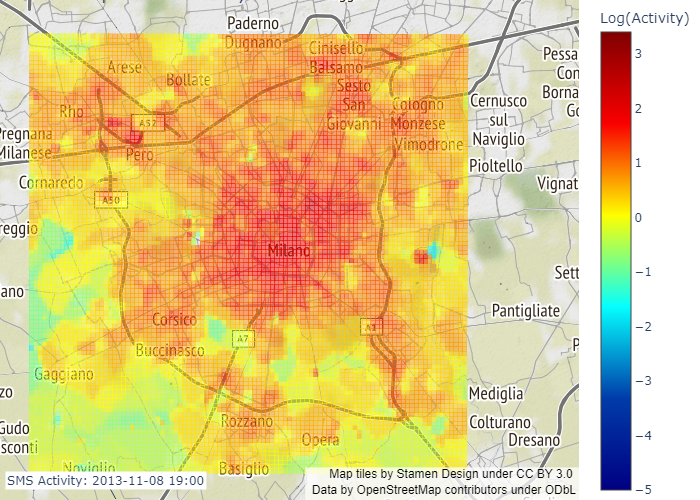 Log(Activity)
3
2
1
0
−1
−2
−3
−4
−5
Paderno
Dugnano
Cinisello
Balsamo
Sesto
San
Giovanni
Arese
Bollate
Rho
A52
Pero
Pregnana
Milanese
Cornaredo
A50
Cologno
Monzese
Vimodrone
Cernusco
sul
Naviglio
Pioltello
Pessa
Con
Borna
Go
Vignat
reggio
Milano
Sett
ano
Pantigliate
P
Corsico
A7
A1
Buccinasco
Gaggiano
zo
Mediglia
Gudo
sconti
Rozzano
Opera
Colturano
Dresano
Noviglio
Basiglio
SMS Activity: 2013-11-08 19:00
Map tiles by Stamen Design under CC BY 3.0
Data by OpenStreetMap contributors under ODbL